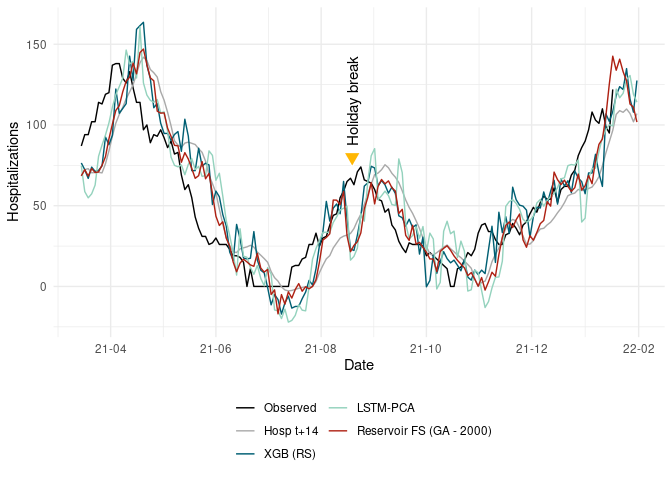 Hospitalizations
150
100
50
0
Holiday break
21-04
21-06
21-08
21-10
21-12
22-02
Date
Observed
LSTM-PCA
Hosp t+14
Reservoir FS (GA - 2000)
XGB (RS)